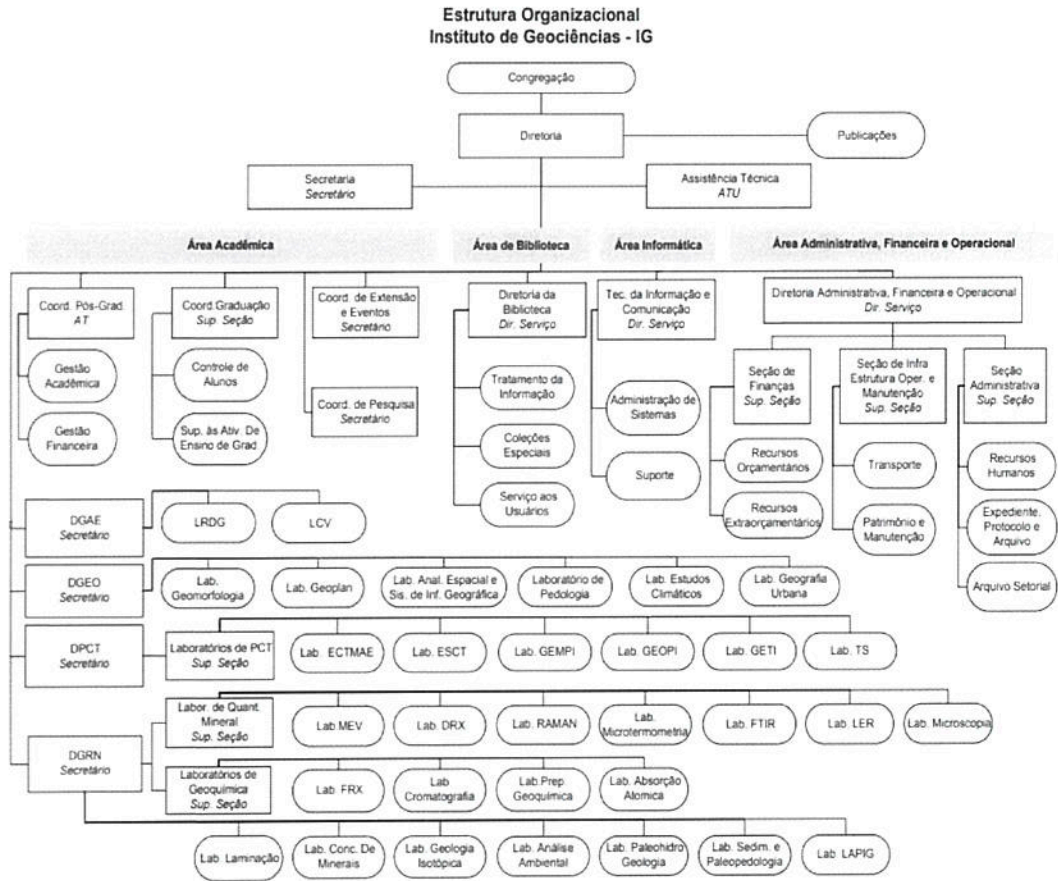 Estrutura Organizacional
Instituto de Geociências - IG
Congregação
Diretoria
Publicações
Secretaria
Secretário
Assistência Técnica
ATU
Área Acadêmica
Área de Biblioteca
Área Informática
Área Administrativa, Financeira e Operacional
Coord. Pós-Grad.
AT
Gestão
Acadêmica
Gestão
Financeira
Coord.Graduação
Sup. Seção
Controle de
Alunos
Sup. às Ativ. De
Ensino de Grad
Coord. de Extensão
e Eventos
Secretário
Coord. de Pesquisa
Secretário
Diretoria da
Biblioteca
Dir. Serviço
Tratamento da
Informação
Coleções
Especiais
Serviço aos
Usuários
Tec. da Informação e
Comunicação
Dir. Serviço
Administração de
Sistemas
Suporte
Diretoria Administrativa, Financeira e Operacional
Dir. Serviço
Seção de
Finanças
Sup. Seção
Recursos
Orçamentários
Recursos
Extraorçamentários
Seção de Infra
Estrutura Oper. e
Manutenção
Sup. Seção
Transporte
Patrimônio e
Manutenção
Seção
Administrativa
Sup. Seção
Recursos
Humanos
Expediente.
Protocolo e
Arquivo
Arquivo Setorial
DGAE
Secretário
LRDG
LCV
DGEO
Secretário
Lab.
Geomorfologia
Lab. Geoplan
Lab. Anal. Espacial e
Sis. de Inf. Geográfica
Laboratório de
Pedologia
Lab. Estudos
Climáticos
Lab. Geografia
Urbana
DPCT
Secretário
Laboratórios de PCT
Sup. Seção
Lab. ECTMAE
Lab. ESCT
Lab. GEMPI
Lab. GEOPI
Lab. GETI
Lab. TS
DGRN
Secretário
Labor. de Quant.
Mineral
Sup. Seção
Lab.MEV
Lab. DRX
Lab. RAMAN
Lab.
Microtermometria
Lab. FTIR
Lab. LER
Lab. Microscopia
Laboratórios de
Geoquímica
Sup. Seção
Lab. FRX
Lab
Cromatografia
Lab.Prep.
Geoquímica
Lab. Absorção
Atomica
Lab. Laminação
Lab. Conc. De
Minerais
Lab. Geologia
Isotópica
Lab. Análise
Ambiental
Lab. Paleohidro
Geologia
Lab. Sedim. e
Paleopedologia
Lab. LAPIG